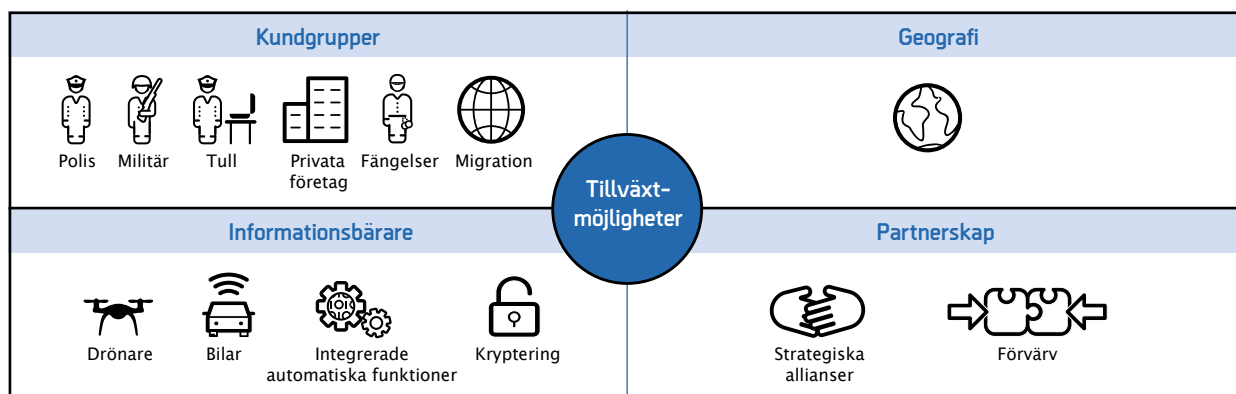 Kundgrupper
Polis
Militär
Tull
Privata
företag
Fängelser
Migration
Geografi
Tillväxt-
möjligheter
Informationsbärare
Drönare
Bilar
Integrerade
automatiska funktioner
Kryptering
Partnerskap
Strategiska
allianser
Förvärv